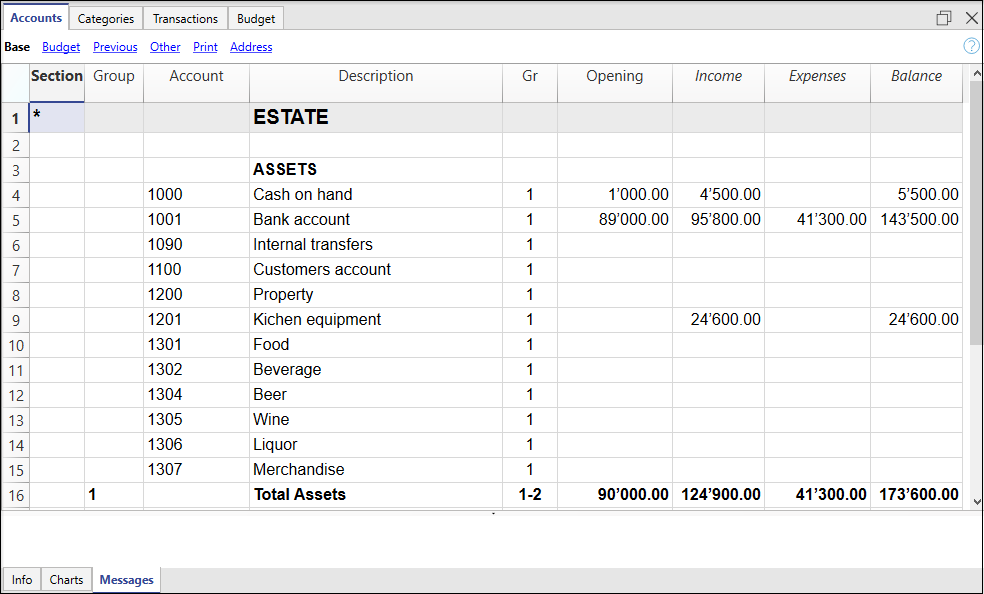 Accounts Categories Transactions Budget
Base Budget Previous Other Print Address ?
Section Group Account Description Gr Opening Income Expenses Balance
1 * ESTATE
2
3 ASSETS
4 1000 Cash on hand 1 1’000.00 4’500.00 5’500.00
5 1001 Bank account 1 89’000.00 95’800.00 41’300.00 143’500.00
6 1090 Internal transfers 1
7 1100 Customers account 1
8 1200 Property 1
9 1201 Kichen equipment 1 24’600.00 24’600.00
10 1301 Food 1
11 1302 Beverage 1
12 1304 Beer 1
13 1305 Wine 1
14 1306 Liquor 1
15 1307 Merchandise 1
16 1 Total Assets 1-2 90’000.00 124’900.00 41’300.00 173’600.00
Info Charts Messages